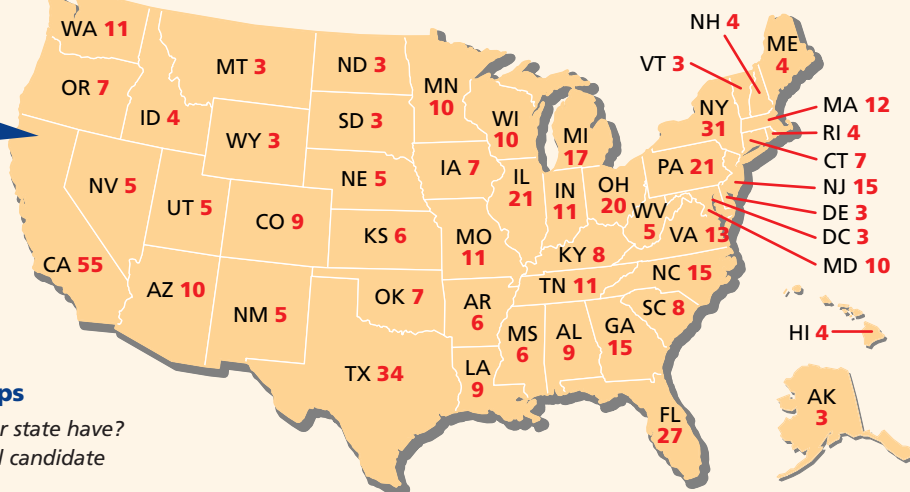 NH 4
WA 11
ME
4
MT 3
ND 3
VT 3
OR 7
MN
10
NY
31
MA 12
ID 4
SD 3
WI
10
RI 4
WY 3
MI
17
CT 7
IA 7
PA 21
NE 5
NV 5
IL
21
IN
11
OH
20
NJ 15
UT 5
WV
5
DE 3
CO 9
KS 6
MO
11
VA 13
DC 3
KY 8
CA 55
MD 10
NC 15
TN 11
AZ 10
OK 7
AR
6
SC 8
NM 5
MS
6
AL
9
GA
15
HI 4
TX 34
LA
9
AK
3
FL
27
ps
r state have?
l candidate